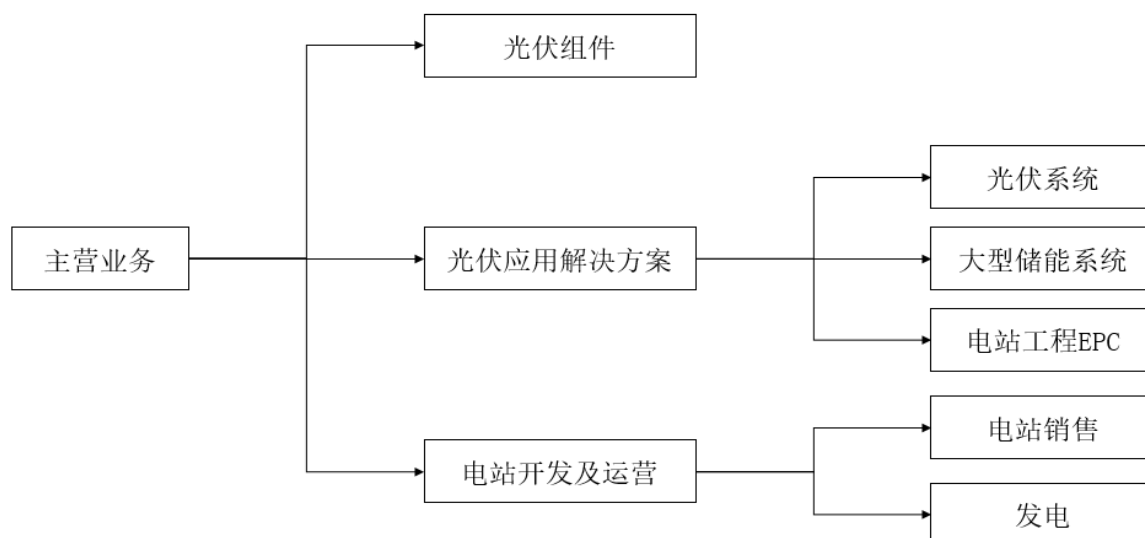 主营业务
光伏组件
光伏应用解决方案
光伏系统
大型储能系统
电站工程EPC
电站开发及运营
电站销售
发电